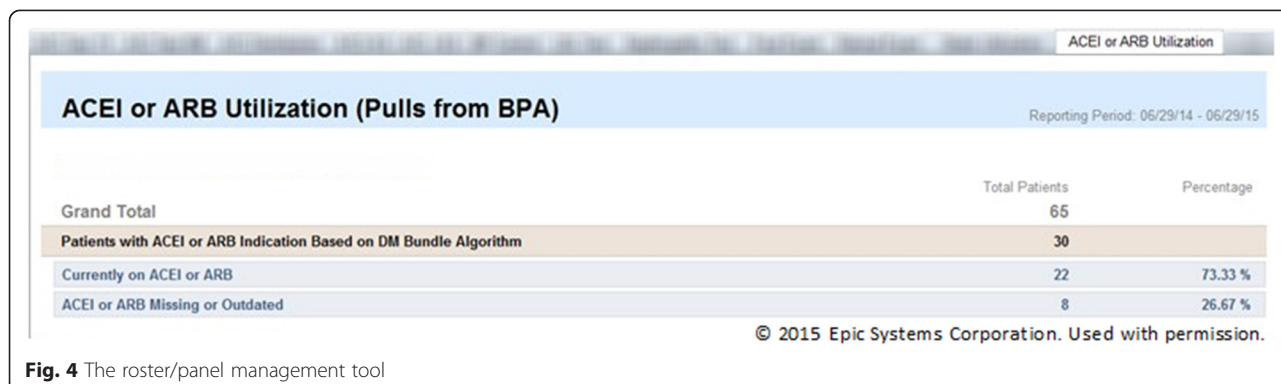 ACEI or ARB Utilization
ACEI or ARB Utilization (Pulls from BPA)
Reporting Period: 06/29/14 - 06/29/15
Total Patients Percentage
Grand Total 65
Patients with ACEI or ARB Indication Based on DM Bundle Algorithm 30
Currently on ACEI or ARB 22 73.33 %
ACEI or ARB Missing or Outdated 8 26.67 %
© 2015 Epic Systems Corporation. Used with permission.
Fig. 4 The roster/panel management tool